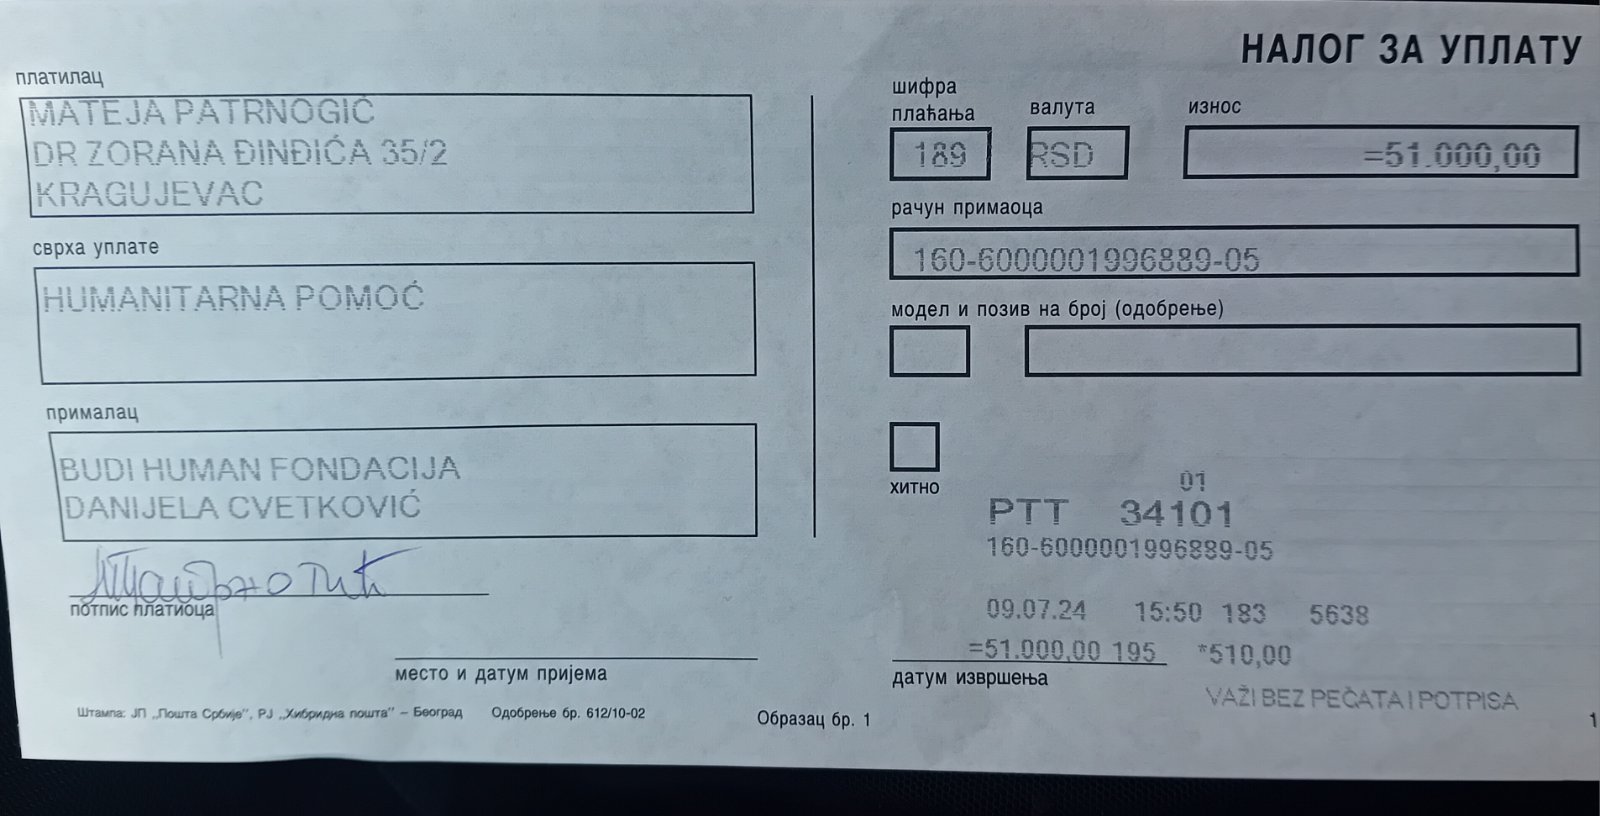 НАЛОГ ЗА УПЛАТУ
платилац
MATEJA PATRNOGIĆ
DR ZORANA ĐINĐIĆA 35/2
KRAGUJEVAC
сврха уплате
HUMANITARNA POMOĆ
прималац
BUDI HUMAN FONDACIJA
DANIJELA CVETKOVIĆ
Патрногић
потпис платиоца
место и датум пријема
Штампа: ЈП „Пошта Србије", РЈ „Хибридна пошта" – Београд Одобрење бр. 612/10-02
Образац бр. 1
шифра плаћања
валута
износ
189
RSD
=51.000,00
рачун примаоца
160-6000001996889-05
модел и позив на број (одобрење)
хитно
01
PTT 34101
160-6000001996889-05
09.07.24 15:50 183 5638
=51.000,00 195 *510,00
датум извршења
VAŽI BEZ PEČATA I POTPISA
1